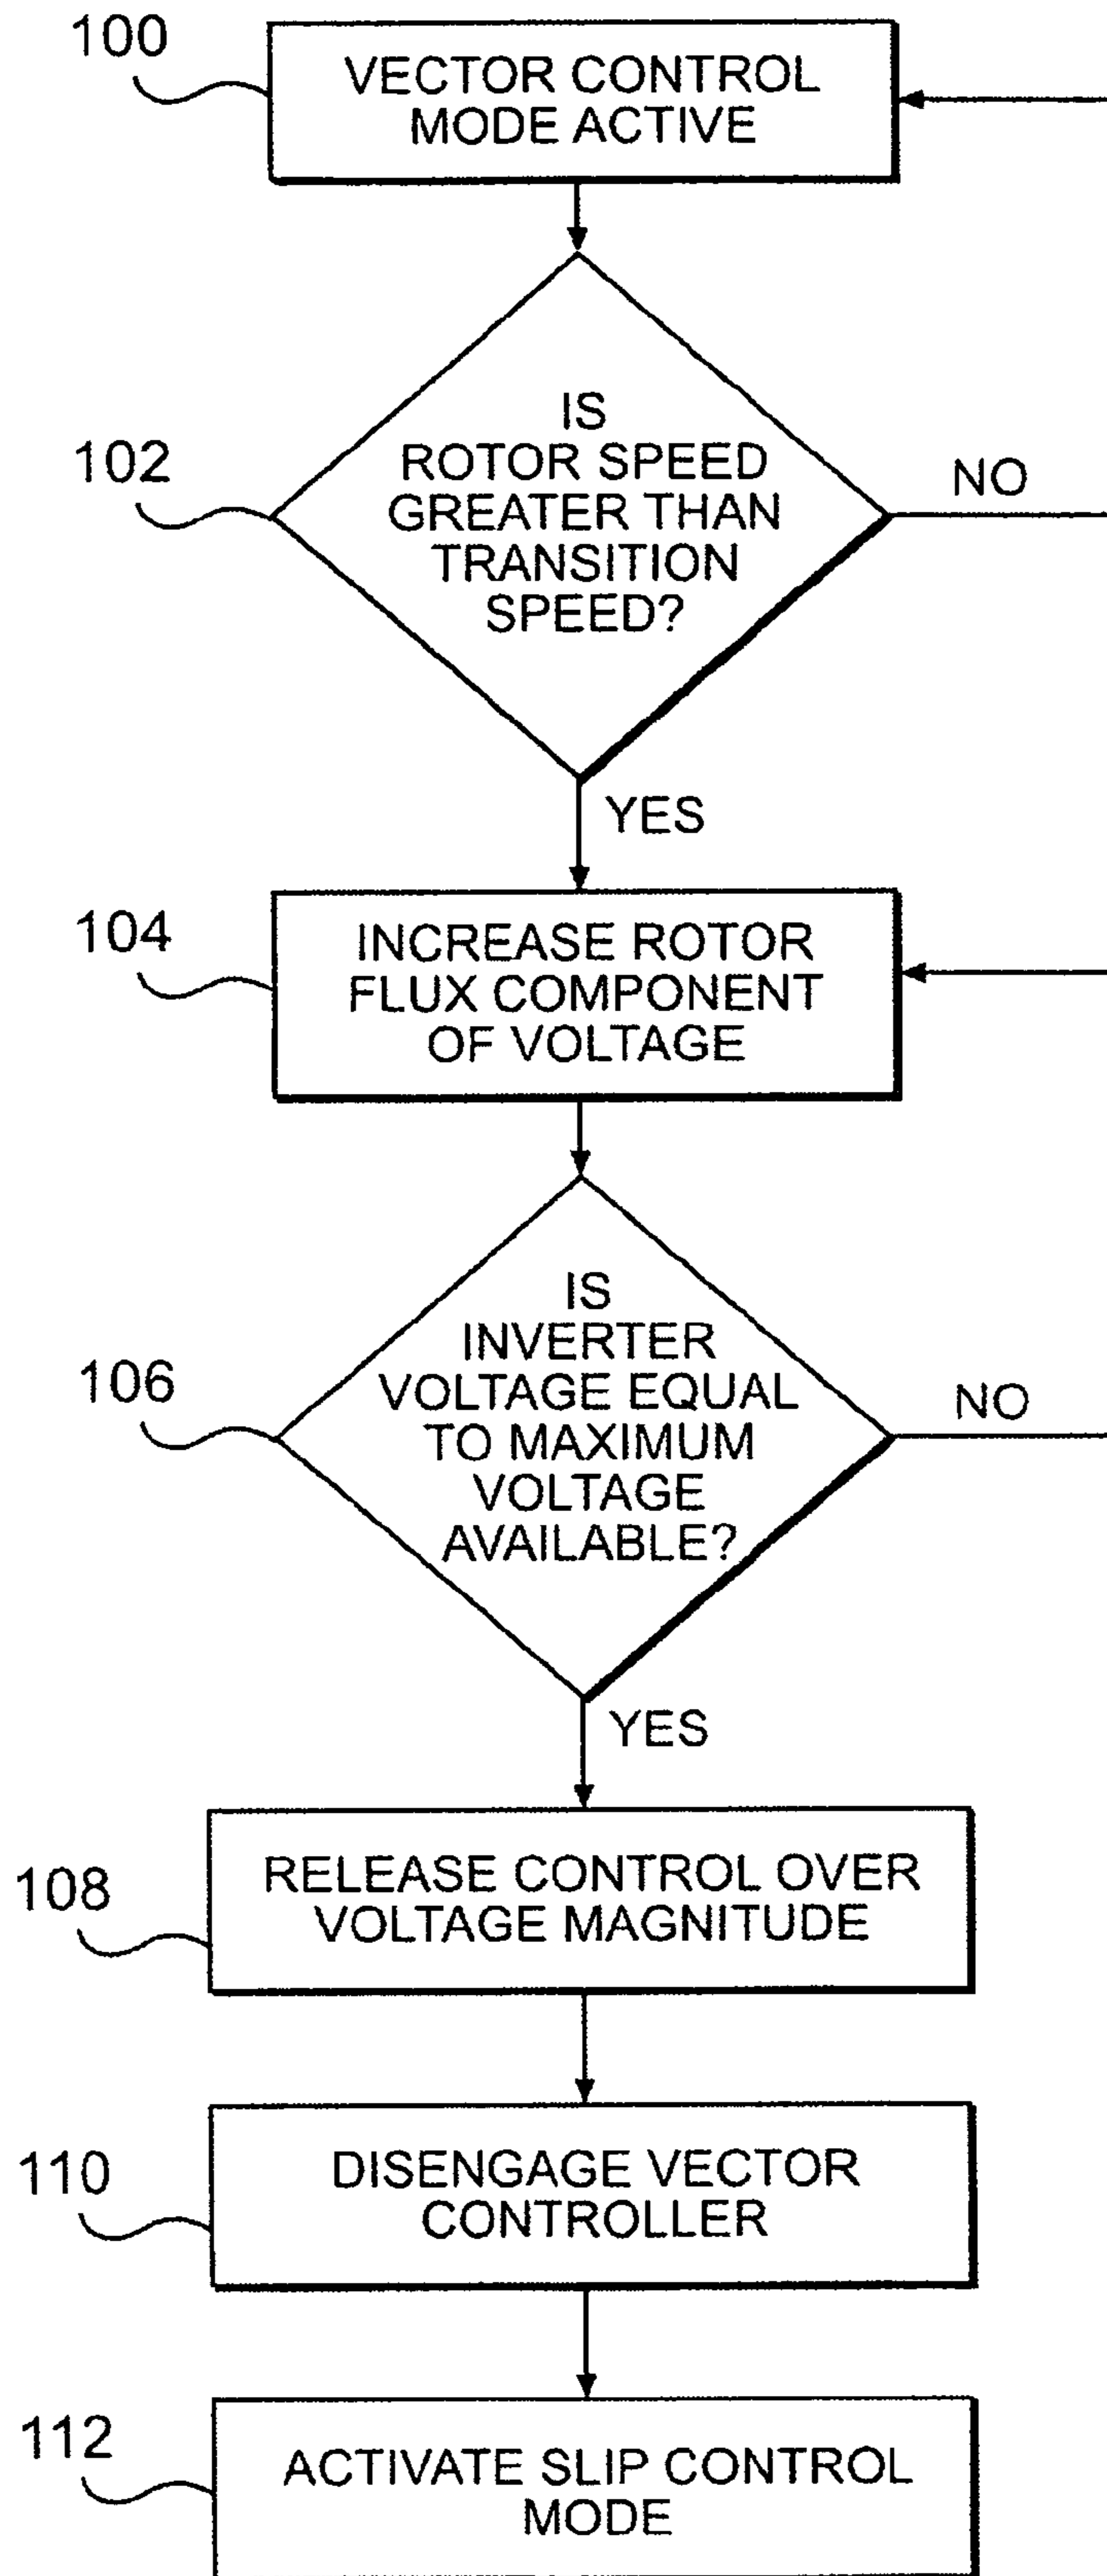 100
VECTOR CONTROL
MODE ACTIVE
102
IS
ROTOR SPEED
GREATER THAN
TRANSITION
SPEED?
NO
YES
104
INCREASE ROTOR
FLUX COMPONENT
OF VOLTAGE
106
IS
INVERTER
VOLTAGE EQUAL
TO MAXIMUM
VOLTAGE
AVAILABLE?
NO
YES
108
RELEASE CONTROL OVER
VOLTAGE MAGNITUDE
110
DISENGAGE VECTOR
CONTROLLER
112
ACTIVATE SLIP CONTROL
MODE